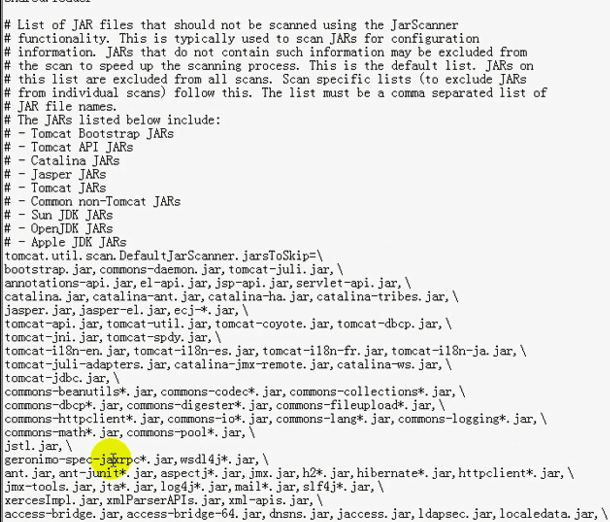 # List of JAR files that should not be scanned using the JarScanner
# functionality. This is typically used to scan JARs for configuration
# information. JARs that do not contain such information may be excluded from
# the scan to speed up the scanning process. This is the default list. JARs on
# this list are excluded from all scans. Scan specific lists (to exclude JARs
# from individual scans) follow this. The list must be a comma separated list of
# JAR file names.
# The JARs listed below include:
# - Tomcat Bootstrap JARs
# - Tomcat API JARs
# - Catalina JARs
# - Jasper JARs
# - Tomcat JARs
# - Common non-Tomcat JARs
# - Sun JDK JARs
# - OpenJDK JARs
# - Apple JDK JARs
tomcat.util.scan.DefaultJarScanner.jarsToSkip=\
bootstrap.jar,commons-daemon.jar,tomcat-juli.jar,\
annotations-api.jar,el-api.jar,jsp-api.jar,servlet-api.jar,\
catalina.jar,catalina-ant.jar,catalina-ha.jar,catalina-tribes.jar,\
jasper.jar,jasper-el.jar,ecj-*.jar,\
tomcat-api.jar,tomcat-util.jar,tomcat-coyote.jar,tomcat-dbcp.jar,\
tomcat-jni.jar,tomcat-spdy.jar,\
tomcat-i18n-en.jar,tomcat-i18n-es.jar,tomcat-i18n-fr.jar,tomcat-i18n-ja.jar,\
tomcat-juli-adapters.jar,catalina-jmx-remote.jar,catalina-ws.jar,\
tomcat-jdbc.jar,\
commons-beanutils*.jar,commons-codec*.jar,commons-collections*.jar,\
commons-dbcp*.jar,commons-digester*.jar,commons-fileupload*.jar,\
commons-httpclient*.jar,commons-io*.jar,commons-lang*.jar,commons-logging*.jar,\
commons-math*.jar,commons-pool*.jar,\
jstl.jar,\
geronimo-spec-jaxrpc*.jar,wsdl4j*.jar,\
ant.jar,ant-junit*.jar,aspectj*.jar,jmx.jar,h2*.jar,hibernate*.jar,httpclient*.jar,\
jmx-tools.jar,jta*.jar,log4j*.jar,mail*.jar,slf4j*.jar,\
xercesImpl.jar,xmlParserAPIs.jar,xml-apis.jar,\
access-bridge.jar,access-bridge-64.jar,dnsns.jar,jaccess.jar,ldapsec.jar,localedata.jar,\